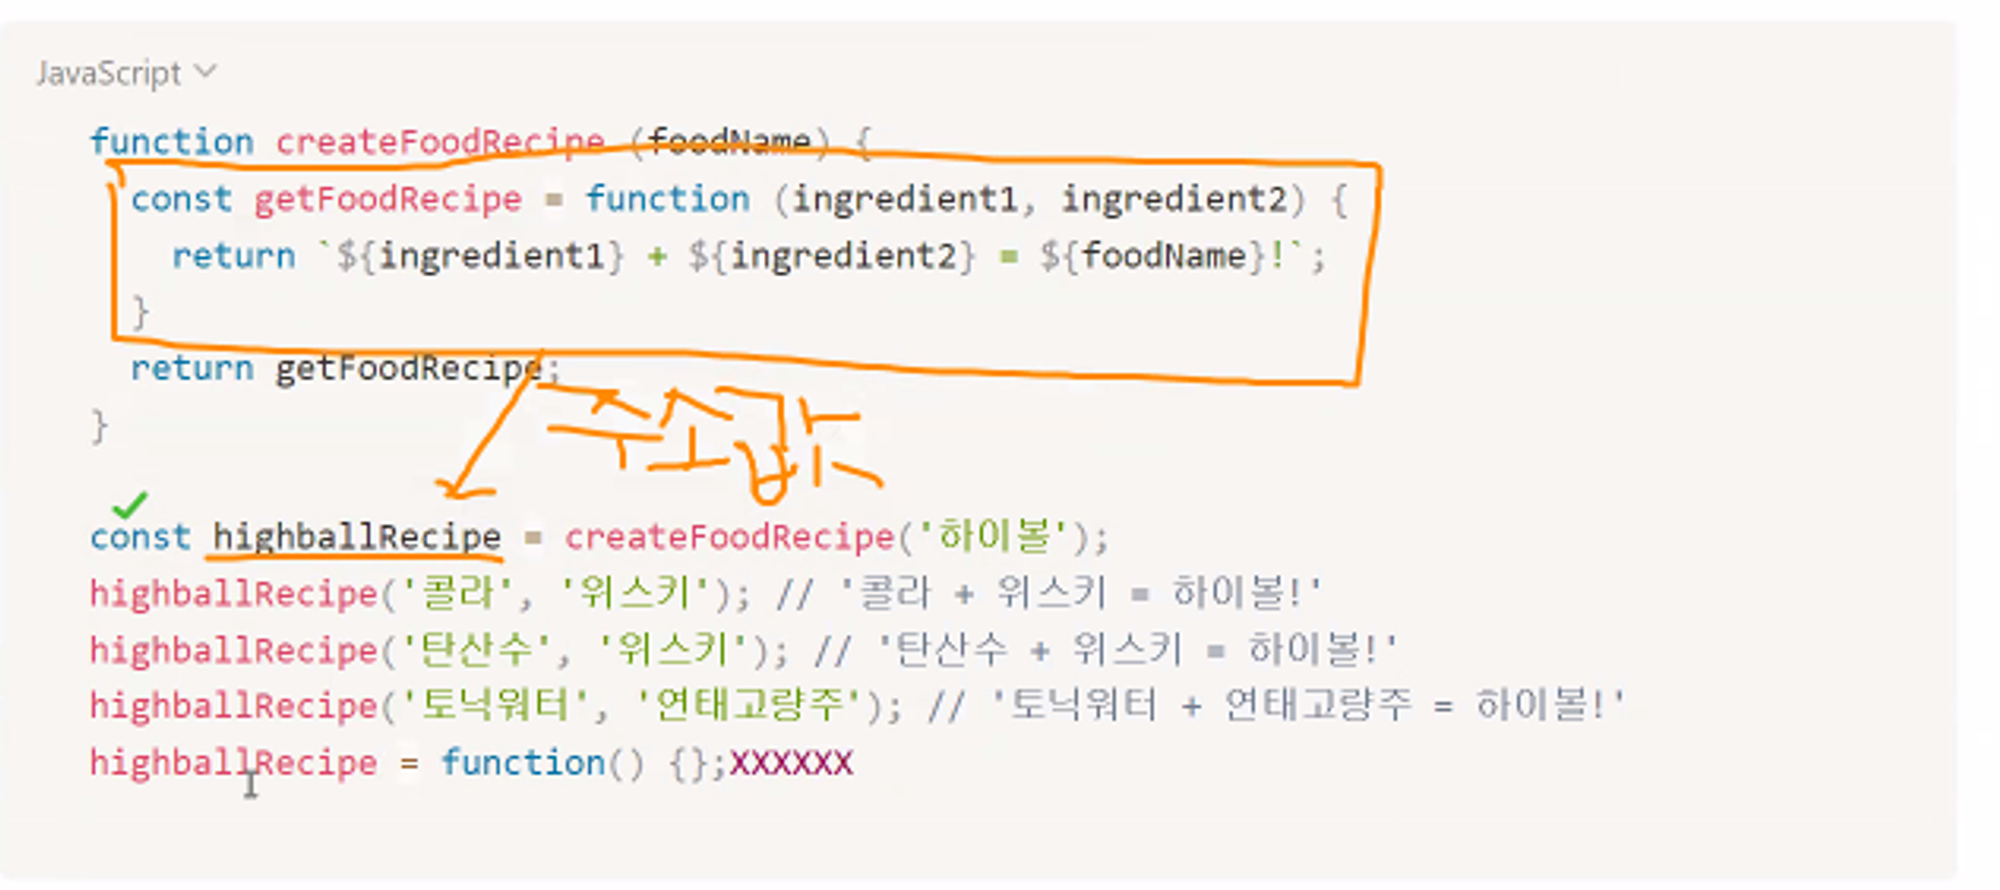 JavaScript
function createFoodRecipe (foodName) {
const getFoodRecipe = function (ingredient1, ingredient2) {
return `${ingredient1} + ${ingredient2} = ${foodName}!`;
}
return getFoodRecipe;
}
주소값
const highballRecipe = createFoodRecipe('하이볼');
highballRecipe('콜라', '위스키'); // '콜라 + 위스키 = 하이볼!'
highballRecipe('탄산수', '위스키'); // '탄산수 + 위스키 = 하이볼!'
highballRecipe('토닉워터', '연태고량주'); // '토닉워터 + 연태고량주 = 하이볼!'
highballRecipe = function() {};XXXXXX